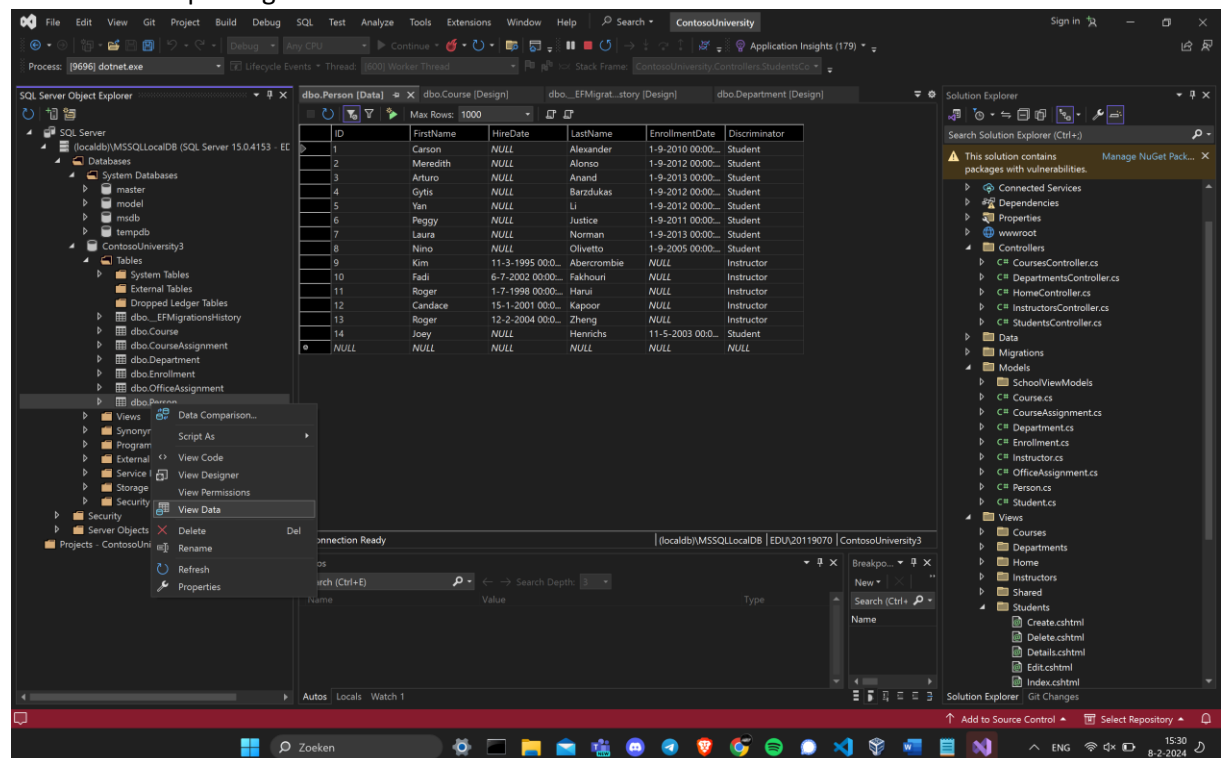 File Edit View Git Project Build Debug SQL Test Analyze Tools Extensions Window Help Search ContosoUniversity Sign in
Debug Any CPU Continue Application Insights (179)
Process: [9696] dotnet.exe Lifecycle Events Thread: [600] Worker Thread Stack Frame: ContosoUniversity.Controllers.StudentsCo
SQL Server Object Explorer
SQL Server
(localdb)\MSSQLLocalDB (SQL Server 15.0.4153 - EC
Databases
System Databases
master
model
msdb
tempdb
ContosoUniversity3
Tables
System Tables
External Tables
Dropped Ledger Tables
dbo.__EFMigrationsHistory
dbo.Course
dbo.CourseAssignment
dbo.Department
dbo.Enrollment
dbo.OfficeAssignment
dbo.Person
Views
Synonyr
Program
External
Service
Storage
Security
Security
Server Objects
Projects - ContosoUni
Data Comparison...
Script As
View Code
View Designer
View Permissions
View Data
Delete Del
Rename
Refresh
Properties
dbo.Person [Data] dbo.Course [Design] dbo.__EFMigrat...story [Design] dbo.Department [Design]
Max Rows: 1000
ID FirstName HireDate LastName EnrollmentDate Discriminator
1 Carson NULL Alexander 1-9-2010 00:00:... Student
2 Meredith NULL Alonso 1-9-2012 00:00:... Student
3 Arturo NULL Anand 1-9-2013 00:00:... Student
4 Gytis NULL Barzdukas 1-9-2012 00:00:... Student
5 Yan NULL Li 1-9-2012 00:00:... Student
6 Peggy NULL Justice 1-9-2011 00:00:... Student
7 Laura NULL Norman 1-9-2013 00:00:... Student
8 Nino NULL Olivetto 1-9-2005 00:00:... Student
9 Kim 11-3-1995 00:0... Abercrombie NULL Instructor
10 Fadi 6-7-2002 00:00:... Fakhouri NULL Instructor
11 Roger 1-7-1998 00:00:... Harui NULL Instructor
12 Candace 15-1-2001 00:0... Kapoor NULL Instructor
13 Roger 12-2-2004 00:0... Zheng NULL Instructor
14 Joey NULL Henrichs 11-5-2003 00:0... Student
NULL NULL NULL NULL NULL NULL
nnection Ready (localdb)\MSSQLLocalDB EDU\20119070 ContosoUniversity3
os
rch (Ctrl+E) Search Depth: 3
Name Value Type
Autos Locals Watch 1
Breakpo...
New
Search (Ctrl+
Name
Solution Explorer
Search Solution Explorer (Ctrl+;)
This solution contains packages with vulnerabilities. Manage NuGet Pack...
Connected Services
Dependencies
Properties
wwwroot
Controllers
C# CoursesController.cs
C# DepartmentsController.cs
C# HomeController.cs
C# InstructorsController.cs
C# StudentsController.cs
Data
Migrations
Models
SchoolViewModels
C# Course.cs
C# CourseAssignment.cs
C# Department.cs
C# Enrollment.cs
C# Instructor.cs
C# OfficeAssignment.cs
C# Person.cs
C# Student.cs
Views
Courses
Departments
Home
Instructors
Shared
Students
Create.cshtml
Delete.cshtml
Details.cshtml
Edit.cshtml
Index.cshtml
Solution Explorer Git Changes
Add to Source Control Select Repository
Zoeken ENG 15:30
8-2-2024